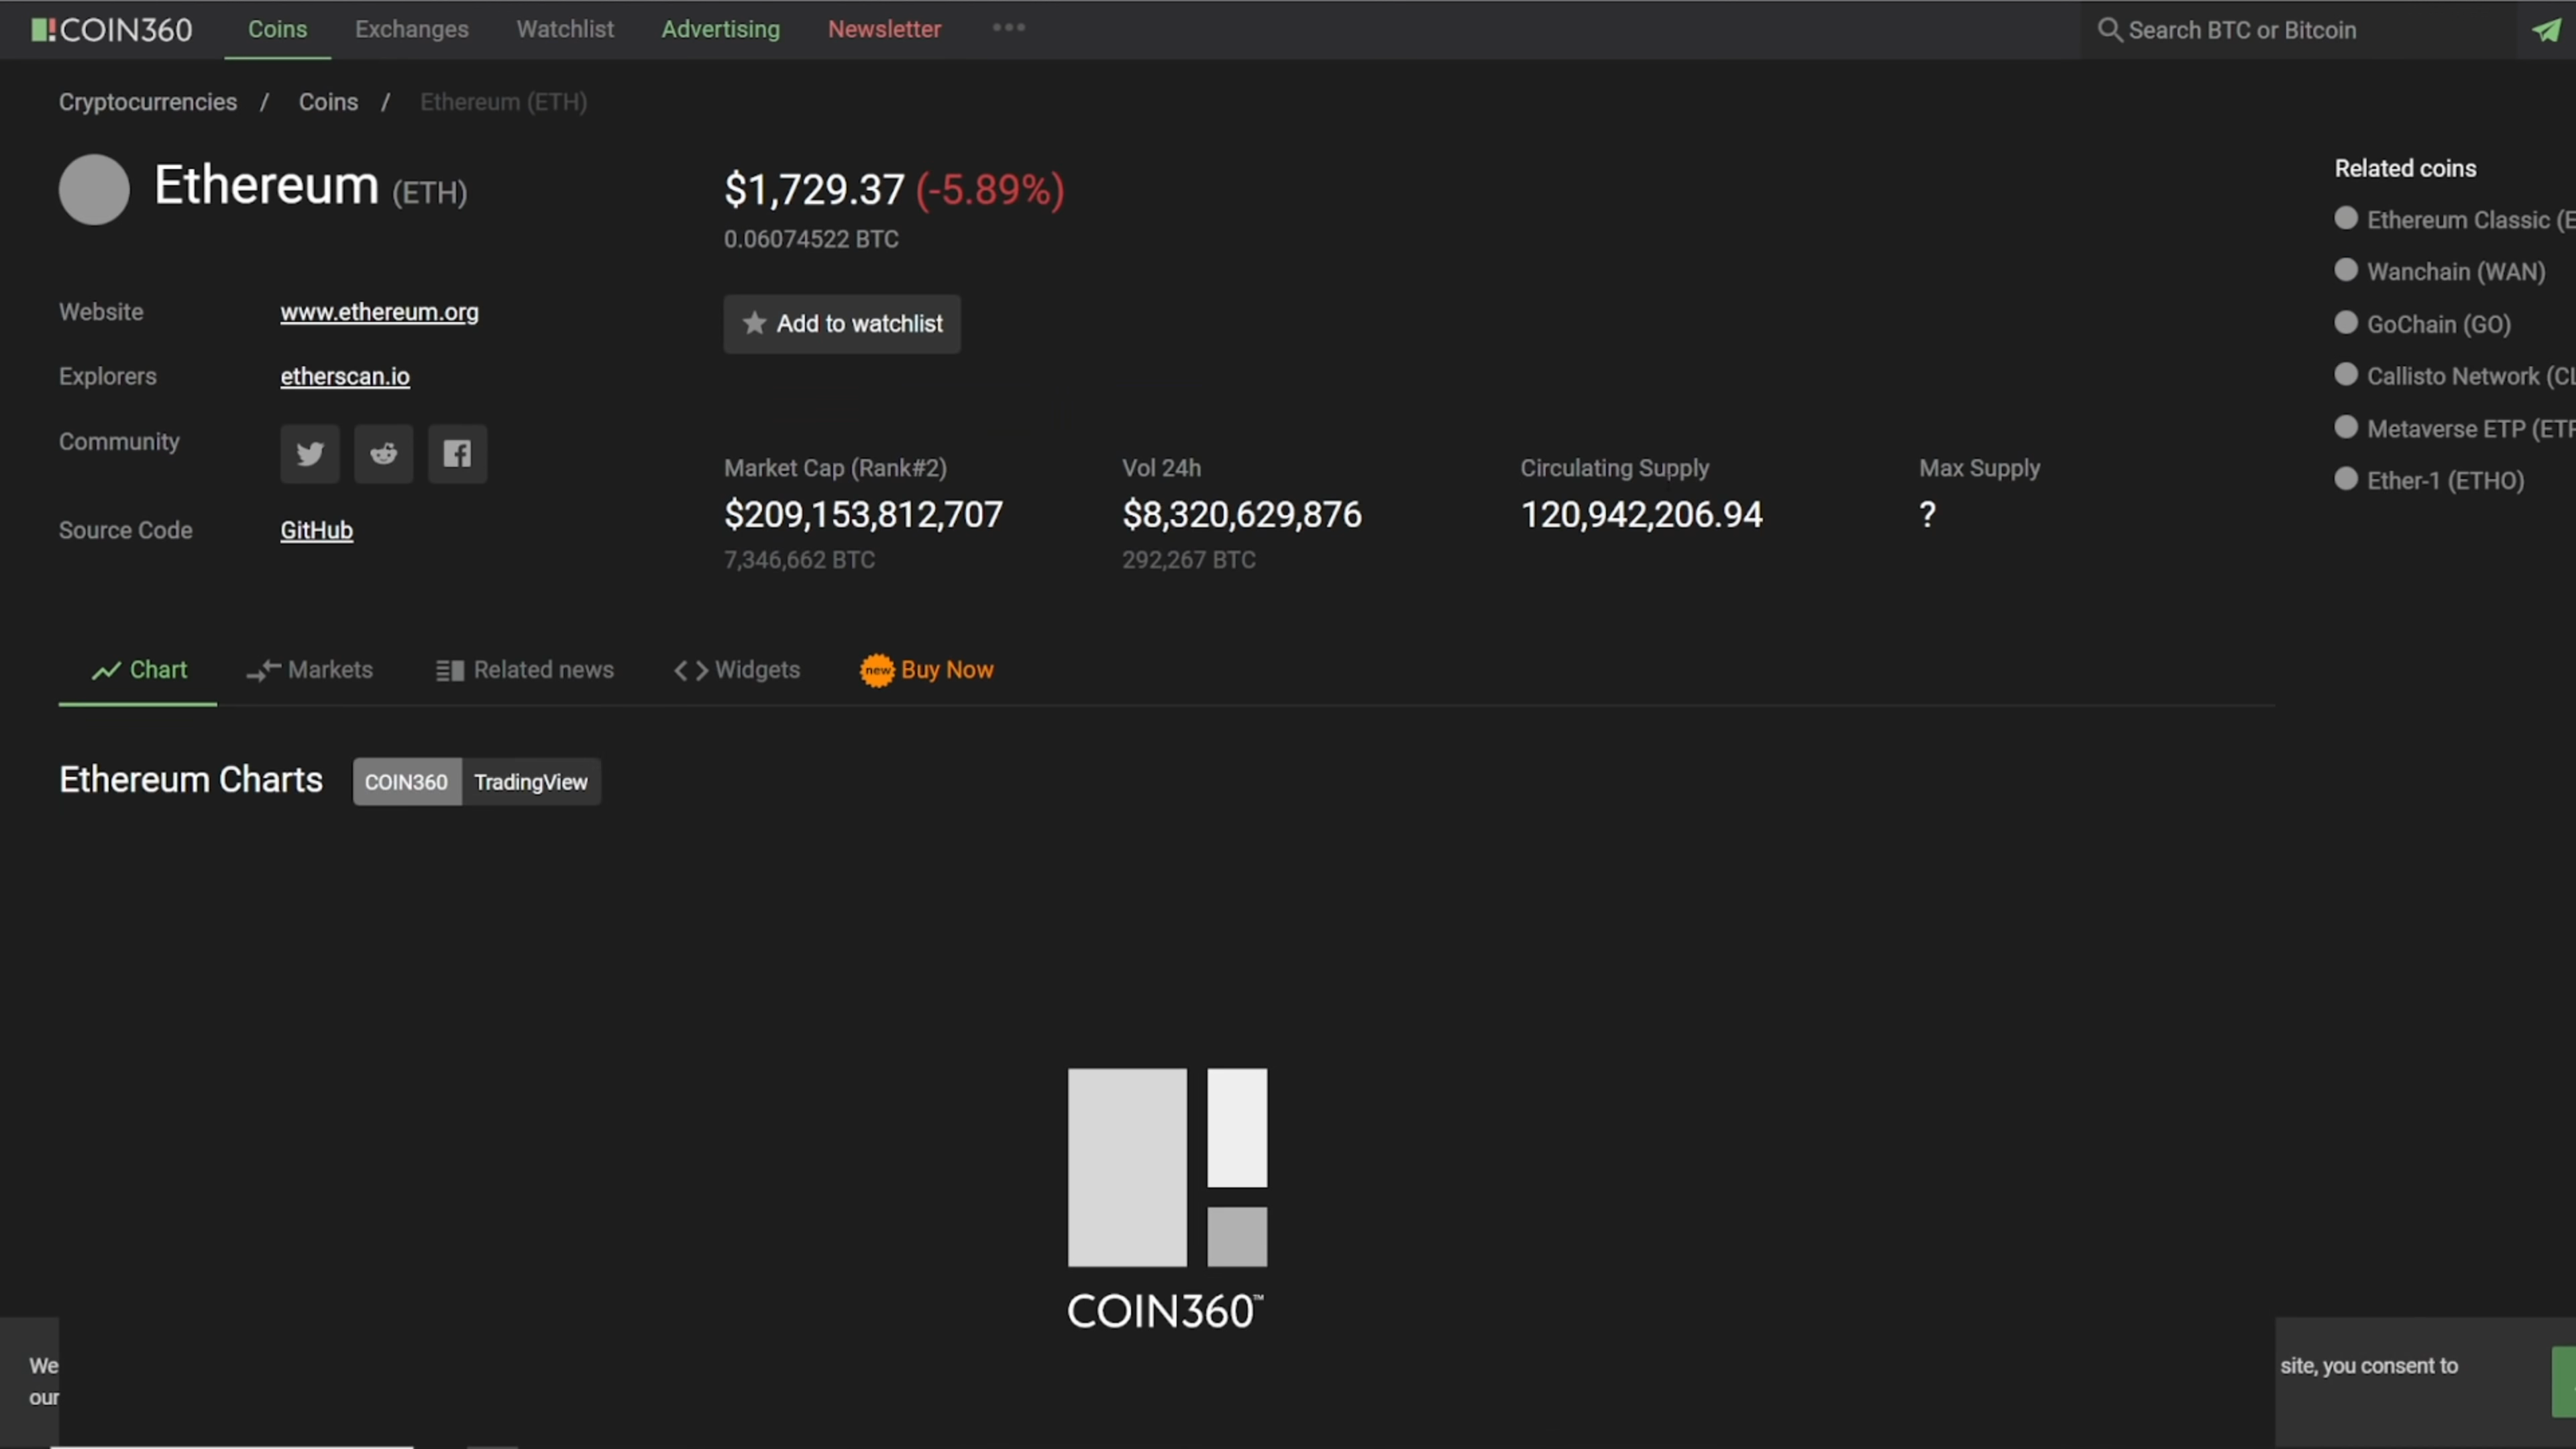 COIN360 Coins Exchanges Watchlist Advertising Newsletter Search BTC or Bitcoin
Cryptocurrencies / Coins / Ethereum (ETH)
Ethereum (ETH)
$1,729.37 (-5.89%)
0.06074522 BTC
Website www.ethereum.org
Add to watchlist
Explorers etherscan.io
Community
Source Code GitHub
Market Cap (Rank#2)
$209,153,812,707
7,346,662 BTC
Vol 24h
$8,320,629,876
292,267 BTC
Circulating Supply
120,942,206.94
Max Supply
?
Related coins
Ethereum Classic (E
Wanchain (WAN)
GoChain (GO)
Callisto Network (CL
Metaverse ETP (ETP
Ether-1 (ETHO)
Chart Markets Related news Widgets new Buy Now
Ethereum Charts COIN360 TradingView
COIN360™
We
our
site, you consent to